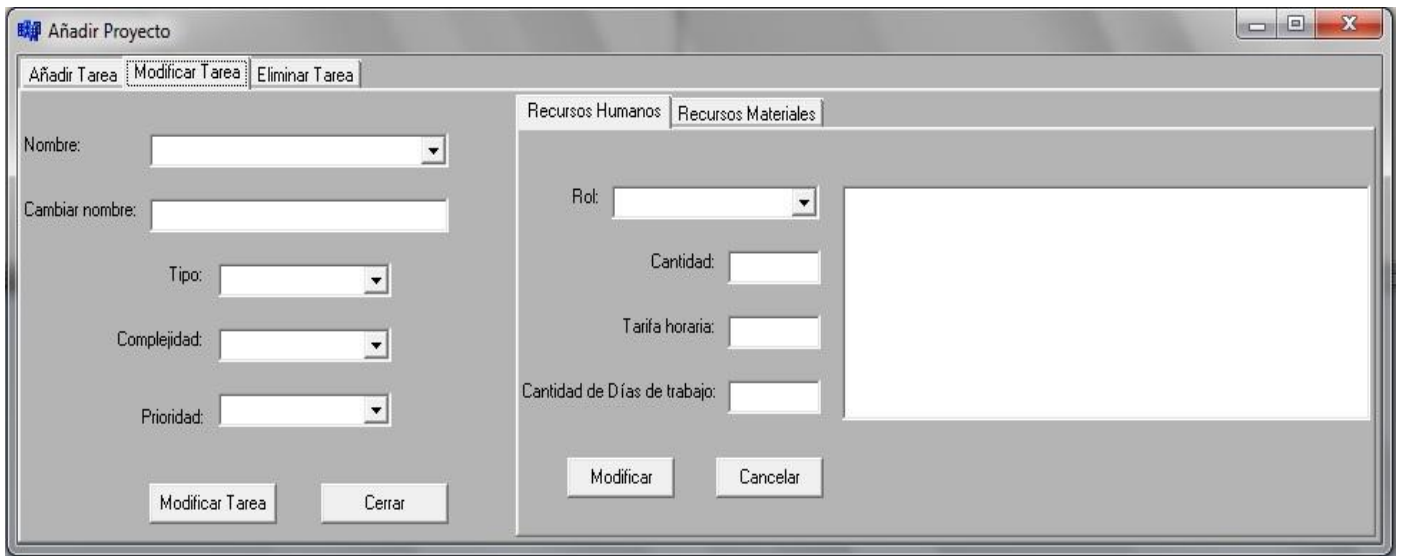 Añadir Proyecto
Añadir Tarea Modificar Tarea Eliminar Tarea
Nombre:
Cambiar nombre:
Tipo:
Complejidad:
Prioridad:
Modificar Tarea Cerrar
Recursos Humanos Recursos Materiales
Rol:
Cantidad:
Tarifa horaria:
Cantidad de Días de trabajo:
Modificar Cancelar